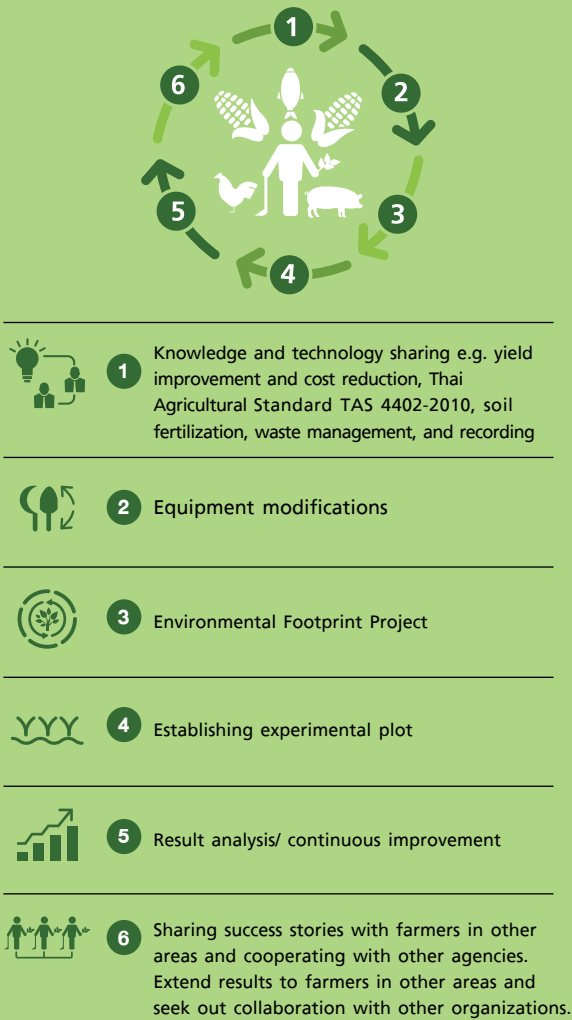 1
2
3
4
5
6
1 Knowledge and technology sharing e.g. yield
improvement and cost reduction, Thai
Agricultural Standard TAS 4402-2010, soil
fertilization, waste management, and recording
2 Equipment modifications
3 Environmental Footprint Project
4 Establishing experimental plot
5 Result analysis/ continuous improvement
6 Sharing success stories with farmers in other
areas and cooperating with other agencies.
Extend results to farmers in other areas and
seek out collaboration with other organizations.